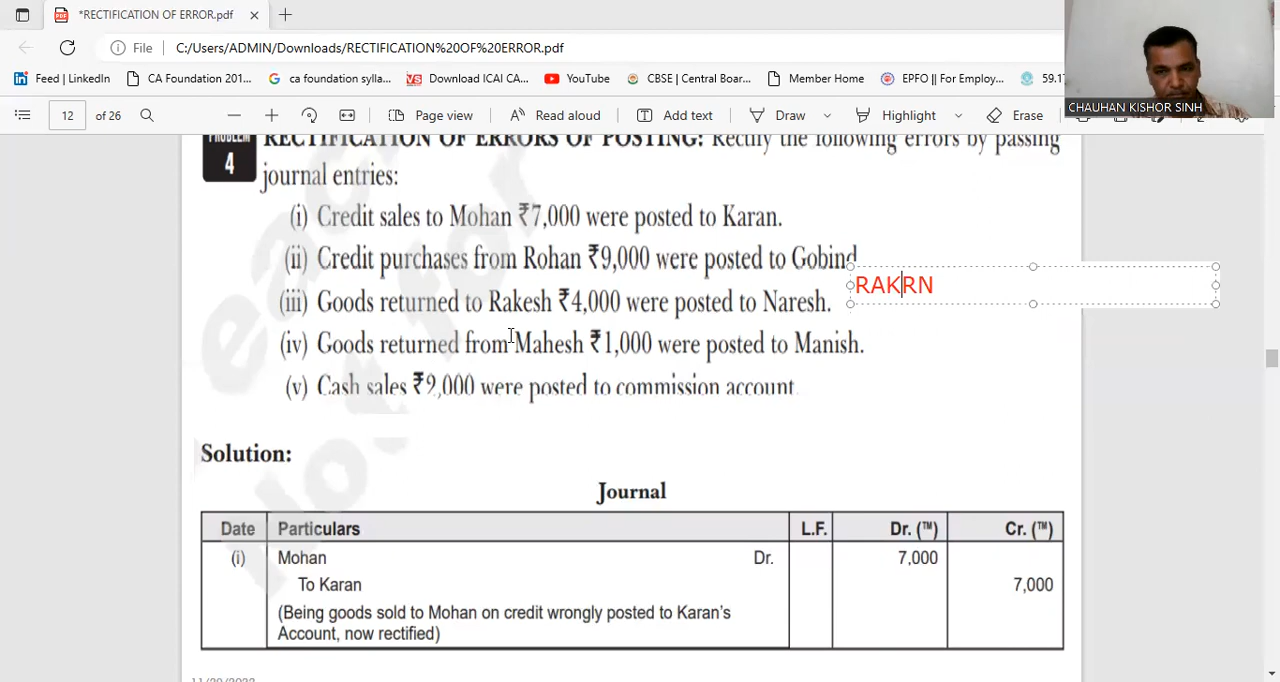 *RECTIFICATION OF ERROR.pdf
File C:/Users/ADMIN/Downloads/RECTIFICATION%20OF%20ERROR.pdf
Feed | LinkedIn CA Foundation 201... ca foundation sylla... Download ICAI CA... YouTube CBSE | Central Boar... Member Home EPFO || For Employ... 59.1
CHAUHAN KISHOR SINH
12 of 26 Page view Read aloud Add text Draw Highlight Erase
PROBLEM 4 RECTIFICATION OF ERRORS OF POSTING: Rectify the following errors by passing
journal entries:
(i) Credit sales to Mohan ₹7,000 were posted to Karan.
(ii) Credit purchases from Rohan ₹9,000 were posted to Gobind
RAKRN
(iii) Goods returned to Rakesh ₹4,000 were posted to Naresh.
(iv) Goods returned from Mahesh ₹1,000 were posted to Manish.
(v) Cash sales ₹2,000 were posted to commission account
Solution:
Journal
Date Particulars L.F. Dr. (™) Cr. (™)
(i) Mohan Dr. 7,000
To Karan 7,000
(Being goods sold to Mohan on credit wrongly posted to Karan's
Account, now rectified)